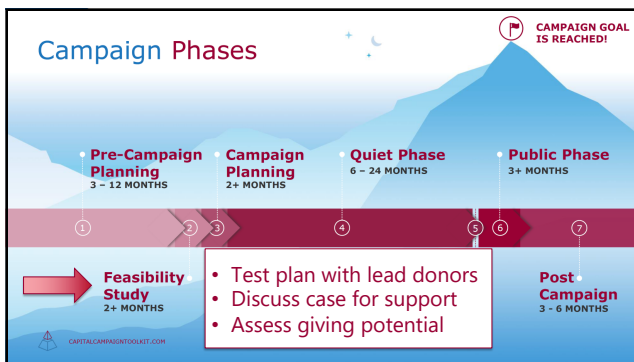 CAMPAIGN GOAL
IS REACHED!
Campaign Phases
Pre-Campaign
Planning
3 – 12 MONTHS
Campaign
Planning
2+ MONTHS
Quiet Phase
6 – 24 MONTHS
Public Phase
3+ MONTHS
1
2
3
4
5
6
7
Feasibility
Study
2+ MONTHS
• Test plan with lead donors
• Discuss case for support
• Assess giving potential
Post
Campaign
3 - 6 MONTHS
CAPITALCAMPAIGNTOOLKIT.COM